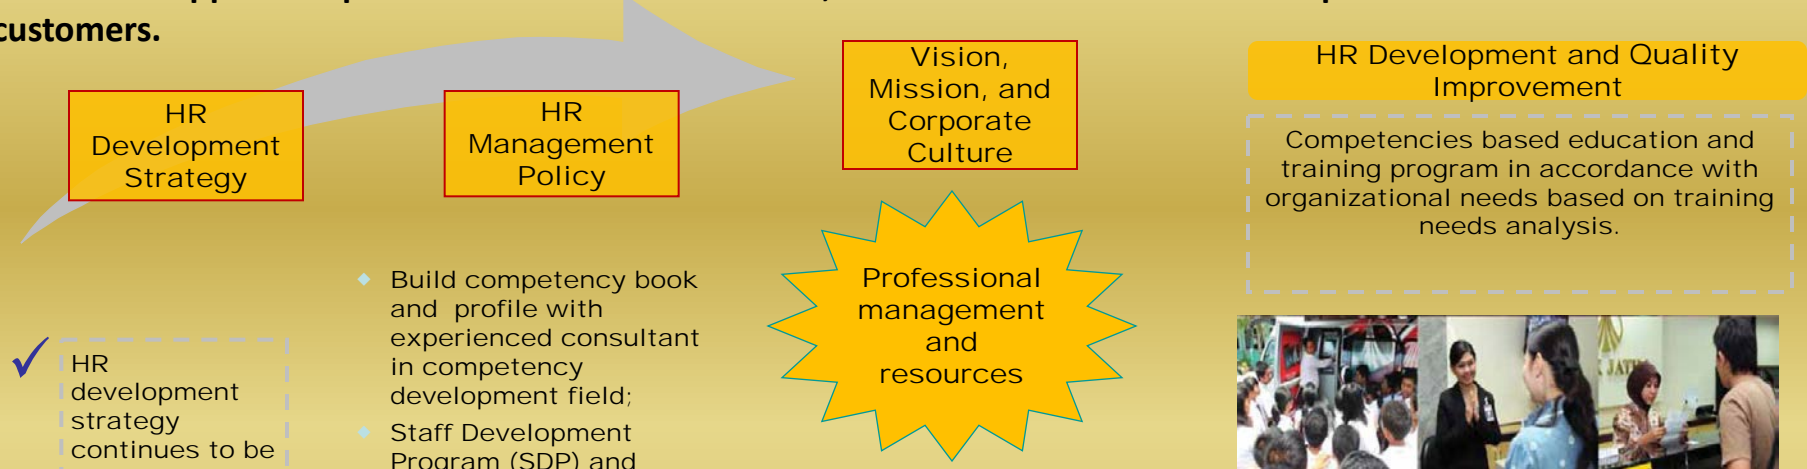 customers.
HR
Development
Strategy
HR
Management
Policy
Vision,
Mission, and
Corporate
Culture
HR Development and Quality
Improvement
Competencies based education and
training program in accordance with
organizational needs based on training
needs analysis.
Build competency book
and profile with
experienced consultant
in competency
development field;
Staff Development
Program (SDP) and
Professional
management
and
resources
HR
development
strategy
continues to be